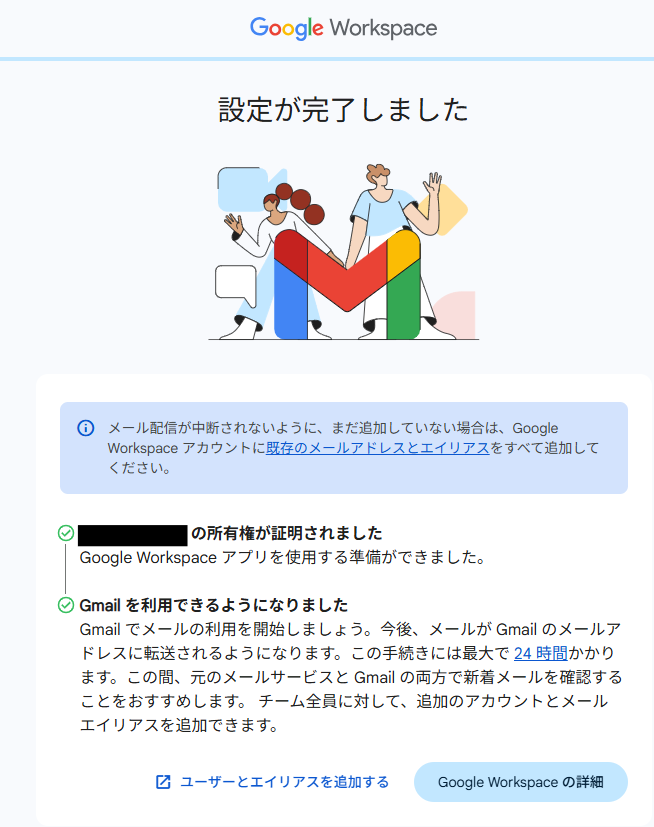 Google Workspace
設定が完了しました
メール配信が中断されないように、まだ追加していない場合は、Google
Workspace アカウントに既存のメールアドレスとエイリアスをすべて追加して
ください。
の所有権が証明されました
Google Workspace アプリを使用する準備ができました。
Gmail を利用できるようになりました
Gmail でメールの利用を開始しましょう。今後、メールが Gmail のメールア
ドレスに転送されるようになります。この手続きには最大で 24 時間かかり
ます。この間、元のメールサービスと Gmail の両方で新着メールを確認する
ことをおすすめします。 チーム全員に対して、追加のアカウントとメール
エイリアスを追加できます。
ユーザーとエイリアスを追加する
Google Workspace の詳細